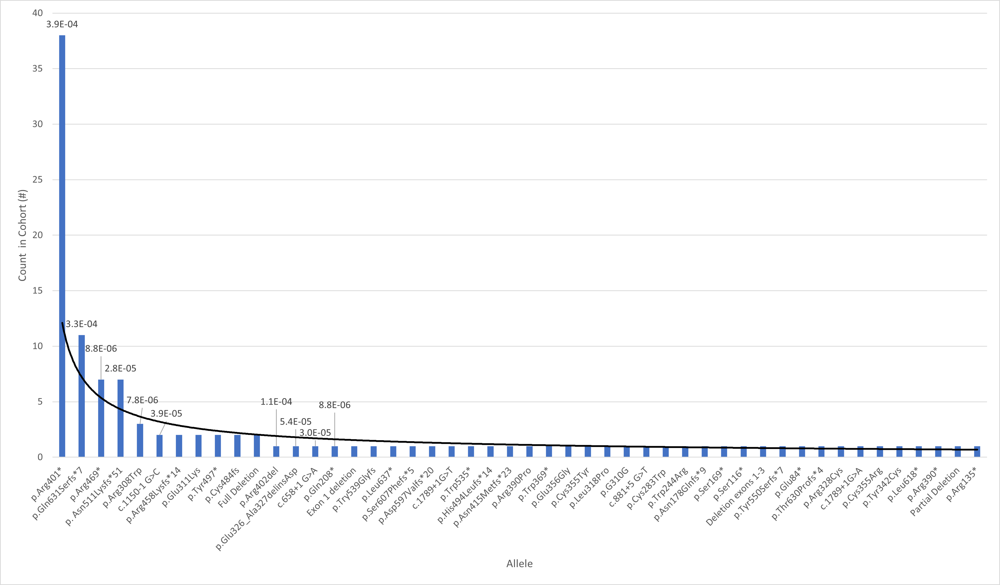 40
35
30
25
20
15
10
5
0
Count  in Cohort (#)
3.9E-04
3.3E-04
8.8E-06
2.8E-05
7.8E-06
3.9E-05
1.1E-04
5.4E-05
3.0E-05
8.8E-06
p.Arg401*
p.Gln631Serfs*7
p.Arg469*
p. Asn511Lysfs*51
p.Arg308Trp
c.1150-1 G>C
p.Arg458Lysfs*14
p.Glu311Lys
p.Tyr497*
p.Cys484fs
Full Deletion
p.Arg402del
p.Glu326_Ala327delinsAsp
c.658+1 G>A
p.Gln208*
Exon 1 deletion
p.Try539Glyfs
p.Leu637*
p.Ser607Phefs*5
p.Asp597Valfs*20
c.1789+1G>T
p.Trp535*
p.His494Leufs*14
p.Asn415Metfs*23
p.Arg390Pro
p.Trp369*
p.Glu356Gly
p.Cys355Tyr
p.Leu318Pro
p.G310G
c.881+5 G>T
p.Cys283Trp
p.Trp244Arg
p.Asn178Glnfs*9
p.Ser169*
p.Ser116*
Deletion exons 1-3
p.Tyr550Serfs*7
p.Glu84*
p.Thr630Profs*4
p.Arg328Cys
c.1789+1G>A
p.Cys355Arg
p.Tyr342Cys
p.Leu618*
p.Arg390*
Partial Deletion
p.Arg135*
Allele